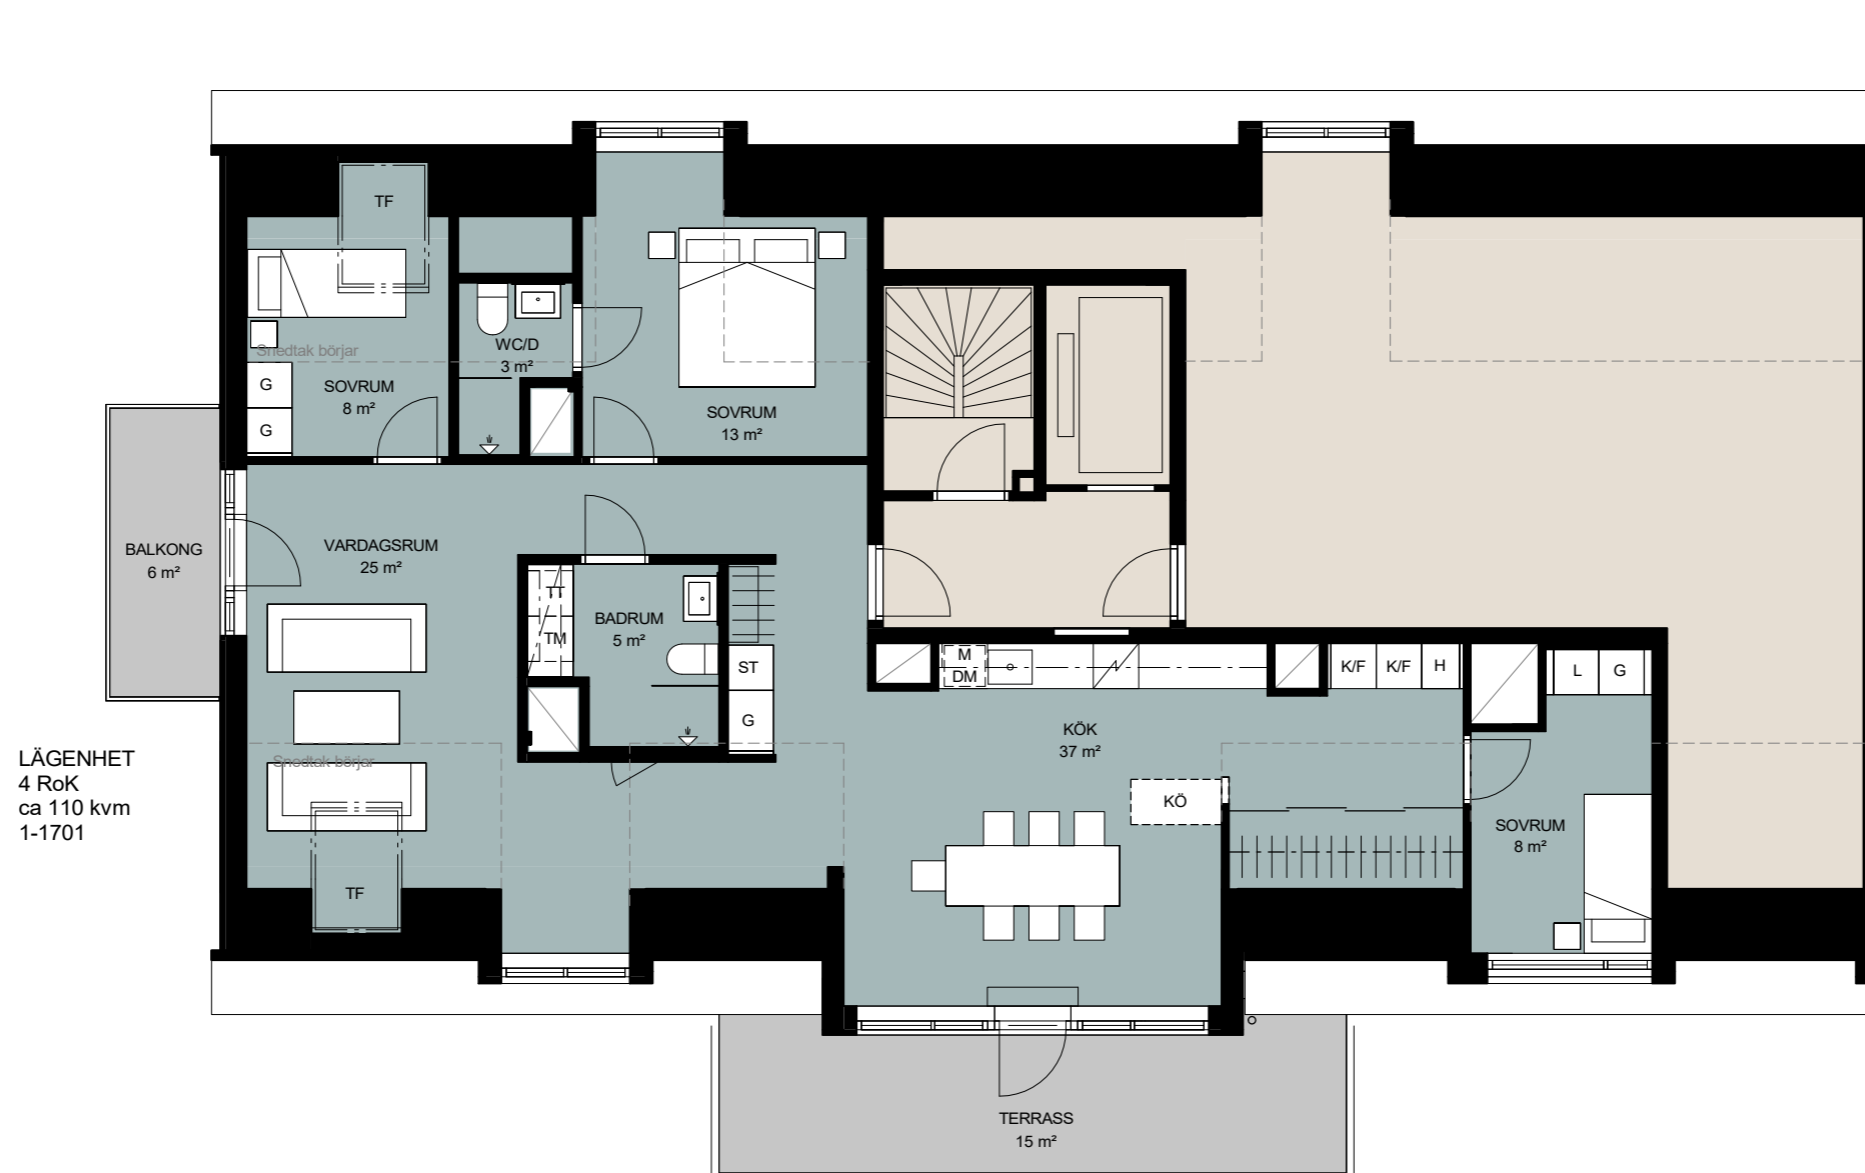 TF
WC/D
3 m²
Snedtak börjar
G
SOVRUM
8 m²
G
SOVRUM
13 m²
BALKONG
6 m²
VARDAGSRUM
25 m²
TT
TM
BADRUM
5 m²
ST
G
M
DM
K/F
K/F
H
L
G
KÖK
37 m²
LÄGENHET
4 RoK
ca 110 kvm
1-1701
Snedtak börjar
KÖ
SOVRUM
8 m²
TF
TERRASS
15 m²